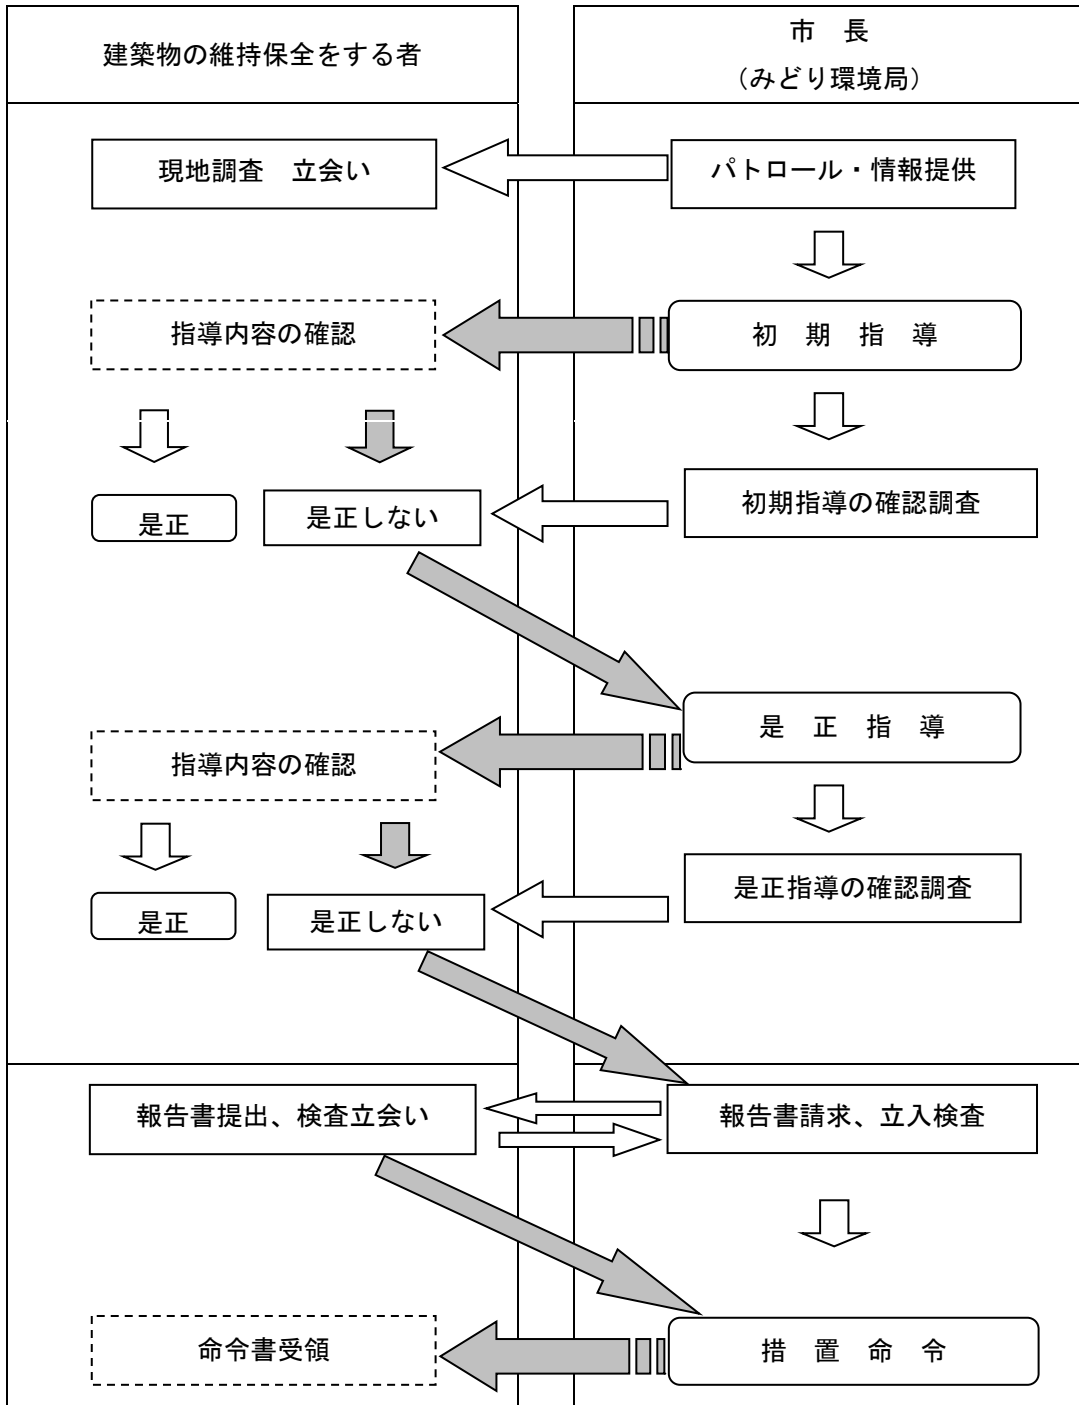 建築物の維持保全をする者
市　長
（みどり環境局）
現地調査　立会い
パトロール・情報提供
指導内容の確認
初　期　指　導
是正
是正しない
初期指導の確認調査
是　正　指　導
指導内容の確認
是正指導の確認調査
是正
是正しない
報告書提出、検査立会い
報告書請求、立入検査
命令書受領
措　置　命　令